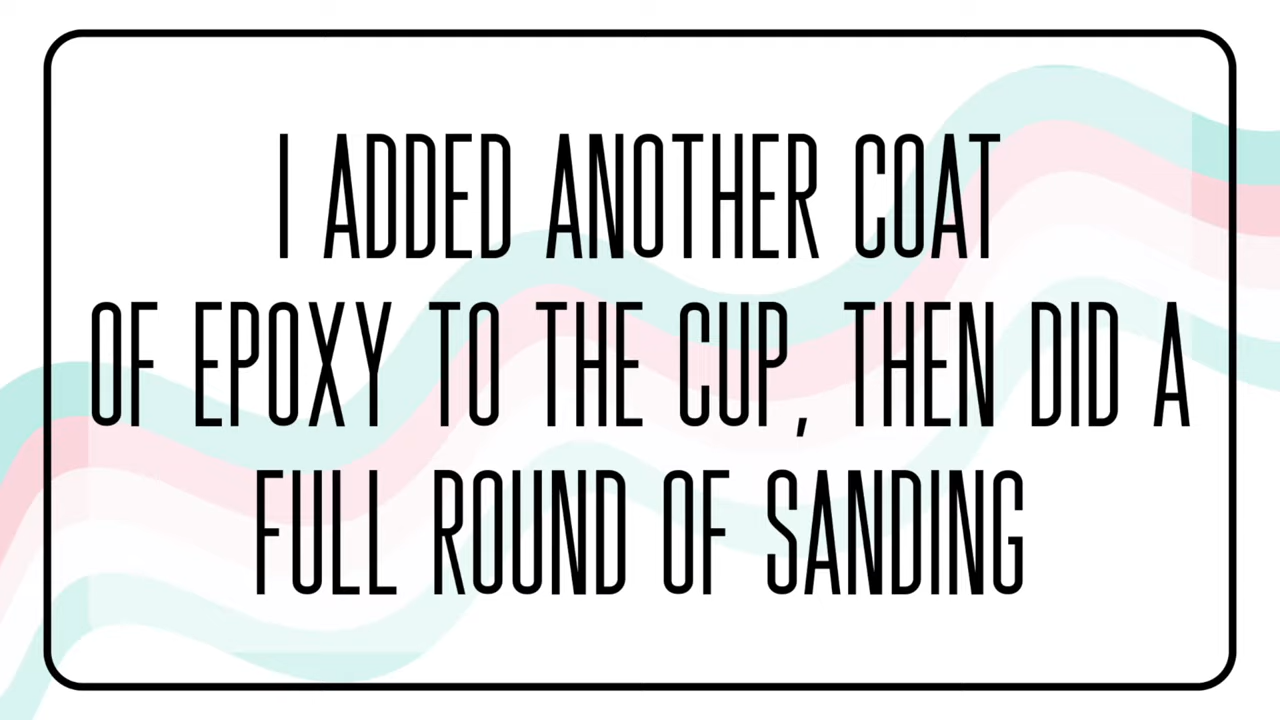 I ADDED ANOTHER COAT
OF EPOXY TO THE CUP, THEN DID A
FULL ROUND OF SANDING